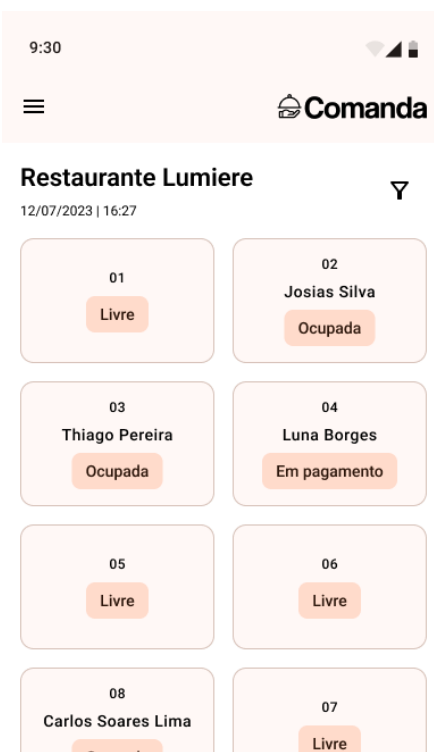 9:30
Comanda
Restaurante Lumiere
12/07/2023 | 16:27
01
Livre
02
Josias Silva
Ocupada
03
Thiago Pereira
Ocupada
04
Luna Borges
Em pagamento
05
Livre
06
Livre
08
Carlos Soares Lima
07
Livre